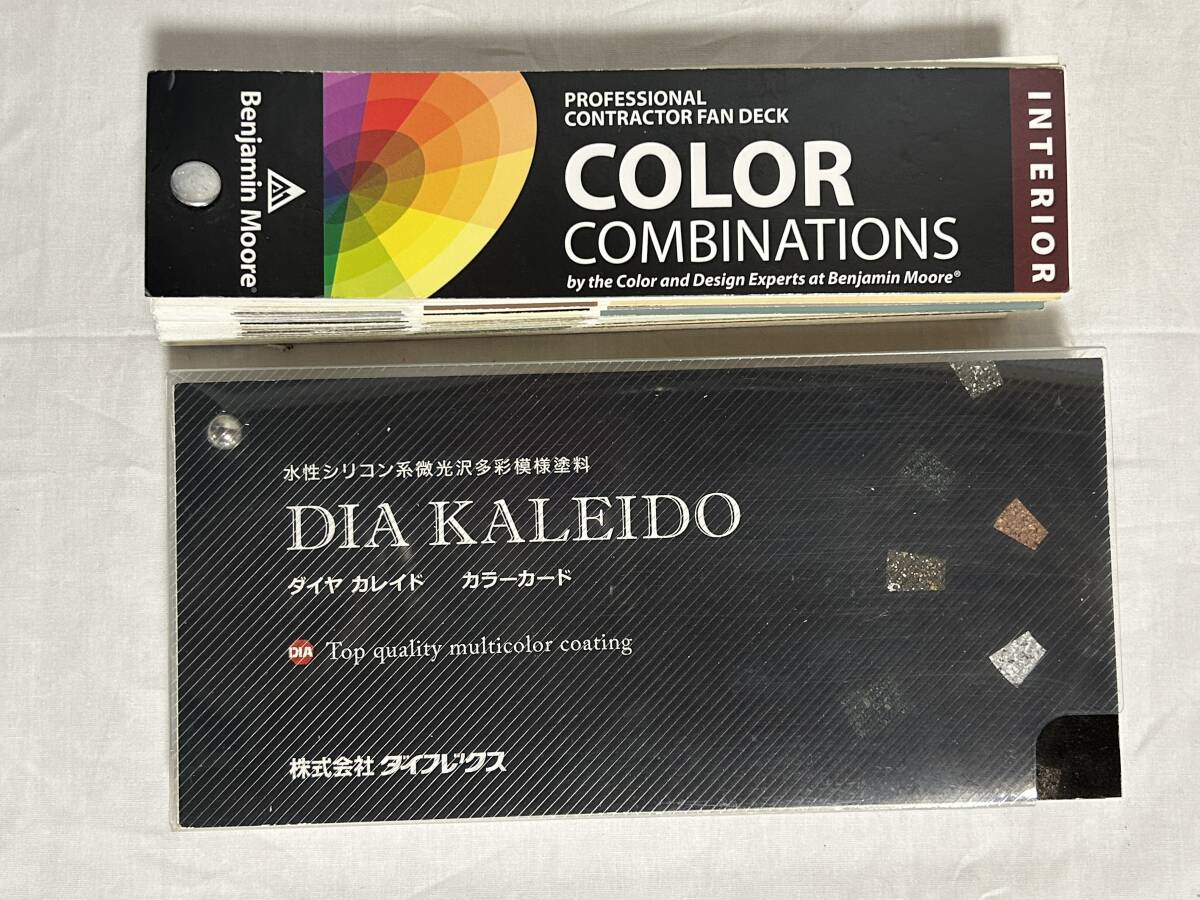 Benjamin Moore®
PROFESSIONAL
CONTRACTOR FAN DECK
COLOR
COMBINATIONS
by the Color and Design Experts at Benjamin Moore®
INTERIOR
水性シリコン系微光沢多彩模様塗料
DIA KALEIDO
ダイヤ カレイド カラーカード
DIA Top quality multicolor coating
株式会社 ダイフレックス